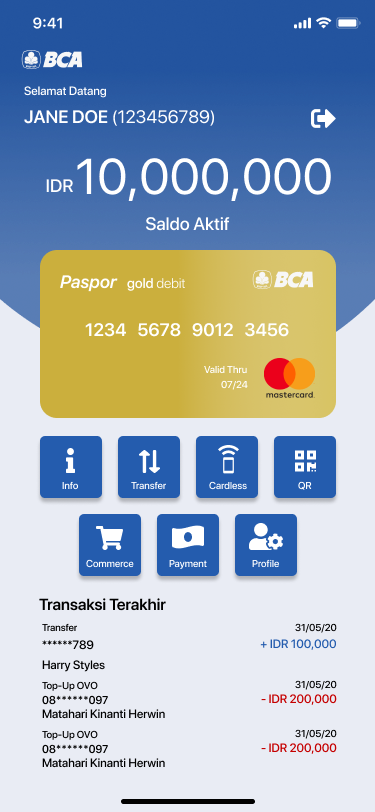 9:41
BCA
Selamat Datang
JANE DOE (123456789)
IDR 10,000,000
Saldo Aktif
Paspor gold debit BCA
1234 5678 9012 3456
Valid Thru
07/24
mastercard.
Info Transfer Cardless QR
Commerce Payment Profile
Transaksi Terakhir
Transfer 31/05/20
******789 + IDR 100,000
Harry Styles
Top-Up OVO 31/05/20
08******097 - IDR 200,000
Matahari Kinanti Herwin
Top-Up OVO 31/05/20
08******097 - IDR 200,000
Matahari Kinanti Herwin